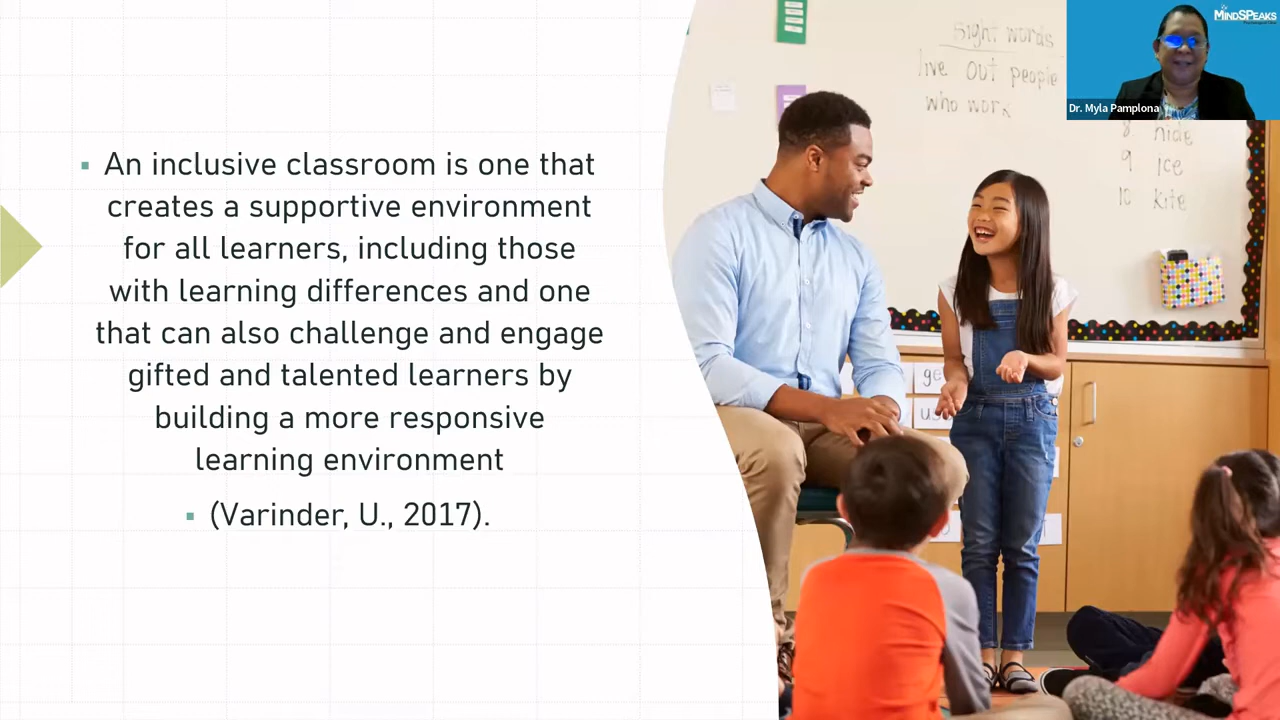 An inclusive classroom is one that
creates a supportive environment
for all learners, including those
with learning differences and one
that can also challenge and engage
gifted and talented learners by
building a more responsive
learning environment
(Varinder, U., 2017).
sight words
live out people
who work
8 hide
9 Ice
10 kite
ge
us
MINDSPEAKS
Dr. Myla Pamplona